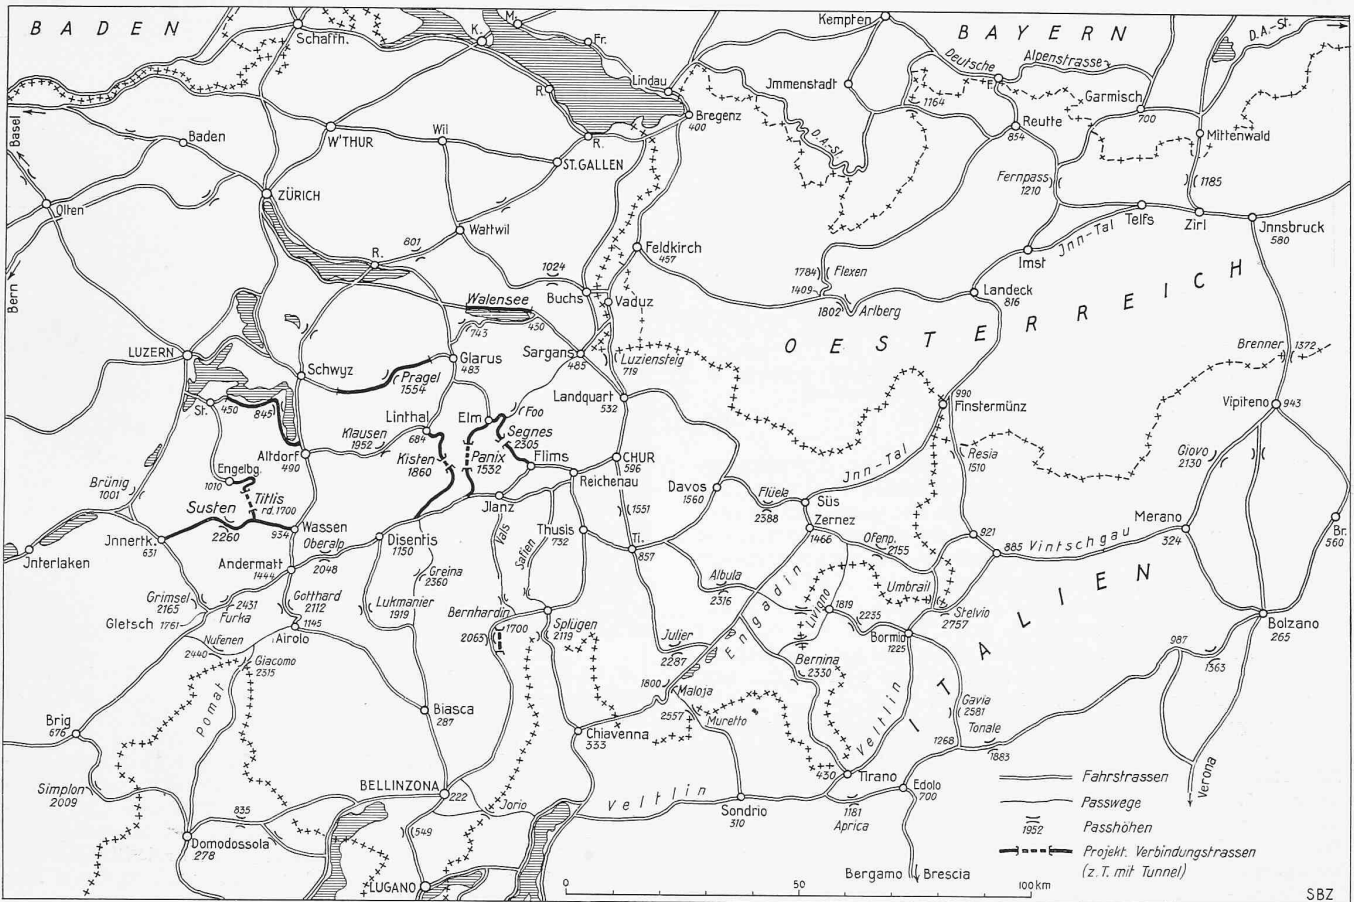 BADEN
Schaffh.
K.
M.
Fr.
Kempten
BAYERN
D.A.-St.
Deutsche
Alpenstrasse
Lindau
Jmmenstadt
F.
Garmisch
700
1164
R.
Bregenz
400
Reutte
854
Mittenwald
Basel
Baden
W'THUR
Wil
R.
D.A.-St.
ST. GALLEN
Fernpass
1210
1185
ZÜRICH
Olten
Telfs
Zirl
Jnnsbruck
580
Wattwil
801
R.
Feldkirch
457
Jnn-Tal
Imst
Bern
1024
Buchs
Vaduz
1784
Flexen
1409
1802
Arlberg
Landeck
816
OESTERREICH
Walensee
743
430
Brenner
1372
LUZERN
Glarus
483
Sargans
485
Luziensteig
719
Schwyz
Pragel
1554
Landquart
532
990
Finstermünz
Vipiteno
943
St.
450
845
Linthal
684
Elm
Foo
Segnes
2305
Klausen
1952
Altdorf
490
Kisten
1860
Panix
1532
Flims
CHUR
596
Resia
1510
Giovo
2130
Jnn-Tal
Engelbg.
1010
Titlis
rd. 1700
Reichenau
Davos
1560
Flüela
2388
Süs
Brünig
1001
Susten
2260
Jlanz
1551
Zernez
1466
Merano
324
Br.
560
Wassen
934
Jnnertk.
631
Oberalp
2048
Disentis
1150
Vals
Safien
Thusis
732
Ti.
857
Ofenp.
2155
921
885
Vintschgau
Jnterlaken
Andermatt
1444
Greina
2360
Albula
2316
Umbrail
ITALIEN
Grimsel
2165
2431
Furka
Gotthard
2112
Lukmanier
1919
Bernhardin
2065
1700
Splügen
2119
Engadin
Livigno
1819
2235
Stelvio
2757
Gletsch
1761
1145
Airolo
Bormio
1225
Bolzano
265
Nufenen
2440
Giacomo
2315
Julier
2287
Bernina
2330
987
1363
Pomat
1800
Maloja
Biasca
287
2557
Muretto
Gavia
2581
Brig
676
Chiavenna
333
Veltlin
1268
Tonale
1883
Simplon
2009
430
Tirano
Fahrstrassen
BELLINZONA
222
Edolo
700
Verona
835
Jorio
Veltlin
Sondrio
310
1181
Aprica
Passwege
549
1952
Passhöhen
Domodossola
278
Projekt. Verbindungstrassen
(z. T. mit Tunnel)
Bergamo
Brescia
LUGANO
0
50
100 km
SBZ